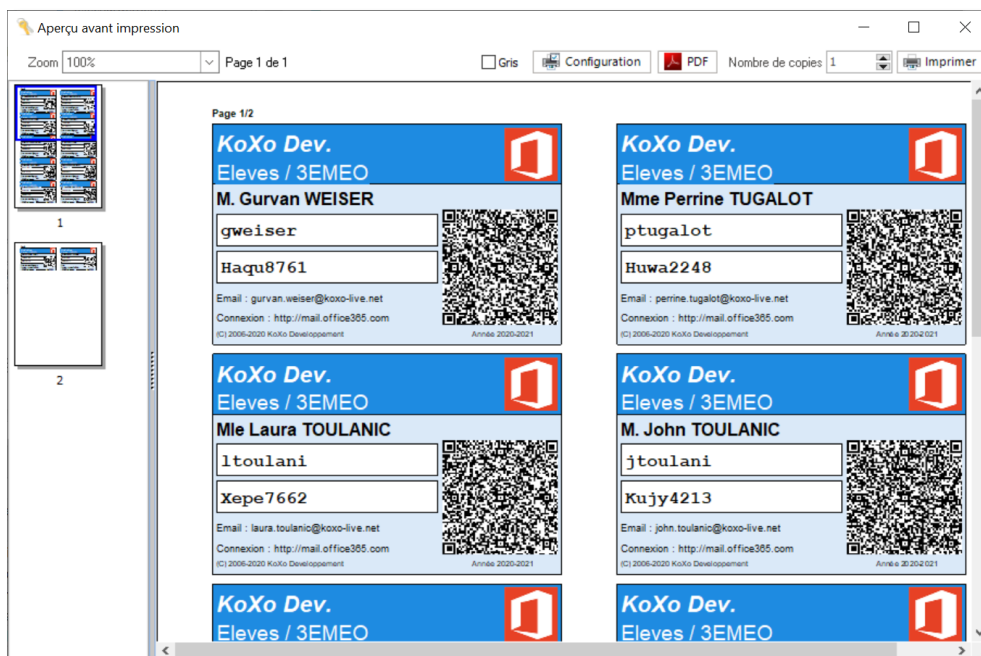 Aperçu avant impression
Zoom 100% Page 1 de 1 Gris Configuration PDF Nombre de copies 1 Imprimer
1
2
Page 1/2
KoXo Dev.
Eleves / 3EMEO
M. Gurvan WEISER
gweiser
Haqu8761
Email : gurvan.weiser@koxo-live.net
Connexion : http://mail.office365.com
(C) 2006-2020 KoXo Developpement Année 2020-2021
KoXo Dev.
Eleves / 3EMEO
Mme Perrine TUGALOT
ptugalot
Huwa2248
Email : perrine.tugalot@koxo-live.net
Connexion : http://mail.office365.com
(C) 2006-2020 KoXo Developpement Année 2020-2021
KoXo Dev.
Eleves / 3EMEO
Mle Laura TOULANIC
ltoulani
Xepe7662
Email : laura.toulanic@koxo-live.net
Connexion : http://mail.office365.com
(C) 2006-2020 KoXo Developpement Année 2020-2021
KoXo Dev.
Eleves / 3EMEO
M. John TOULANIC
jtoulani
Kujy4213
Email : john.toulanic@koxo-live.net
Connexion : http://mail.office365.com
(C) 2006-2020 KoXo Developpement Année 2020-2021
KoXo Dev.
Eleves / 3EMEO
KoXo Dev.
Eleves / 3EMEO